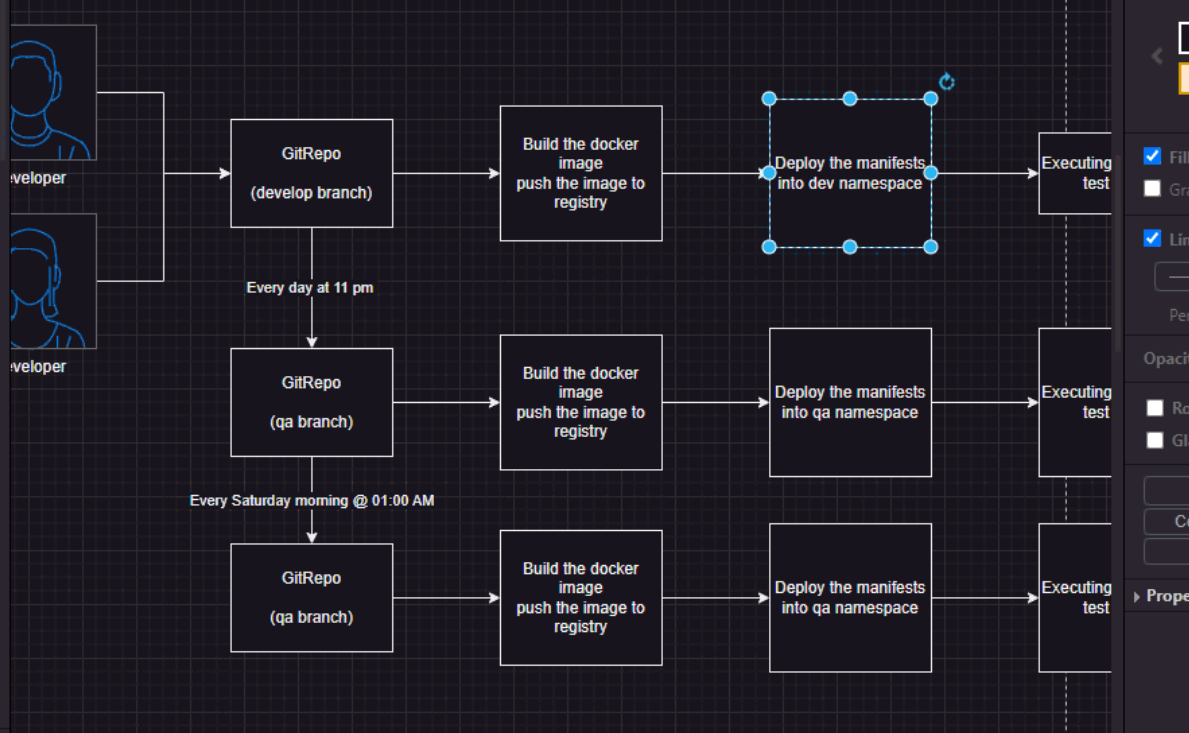 eveloper
eveloper
GitRepo
(develop branch)
Build the docker
image
push the image to
registry
Deploy the manifests
into dev namespace
Executing
test
Every day at 11 pm
GitRepo
(qa branch)
Build the docker
image
push the image to
registry
Deploy the manifests
into qa namespace
Executing
test
Every Saturday morning @ 01:00 AM
GitRepo
(qa branch)
Build the docker
image
push the image to
registry
Deploy the manifests
into qa namespace
Executing
test
Fill
Gra
Lin
Per
Opacit
Ro
Gl
Co
Prope